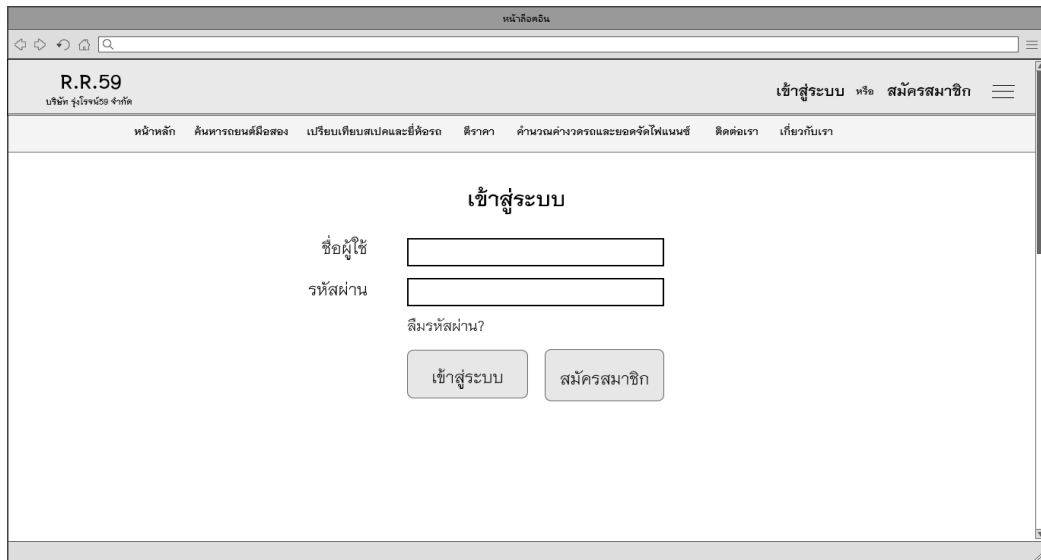 หน้าล็อคอิน
R.R.59
บริษัท รุ่งโรจน์59 จำกัด
เข้าสู่ระบบ หรือ สมัครสมาชิก
หน้าหลัก ค้นหารถยนต์มือสอง เปรียบเทียบสเปคและยี่ห้อรถ ตีราคา คำนวณค่างวดรถและยอดจัดไฟแนนซ์ ติดต่อเรา เกี่ยวกับเรา
เข้าสู่ระบบ
ชื่อผู้ใช้
รหัสผ่าน
ลืมรหัสผ่าน?
เข้าสู่ระบบ สมัครสมาชิก